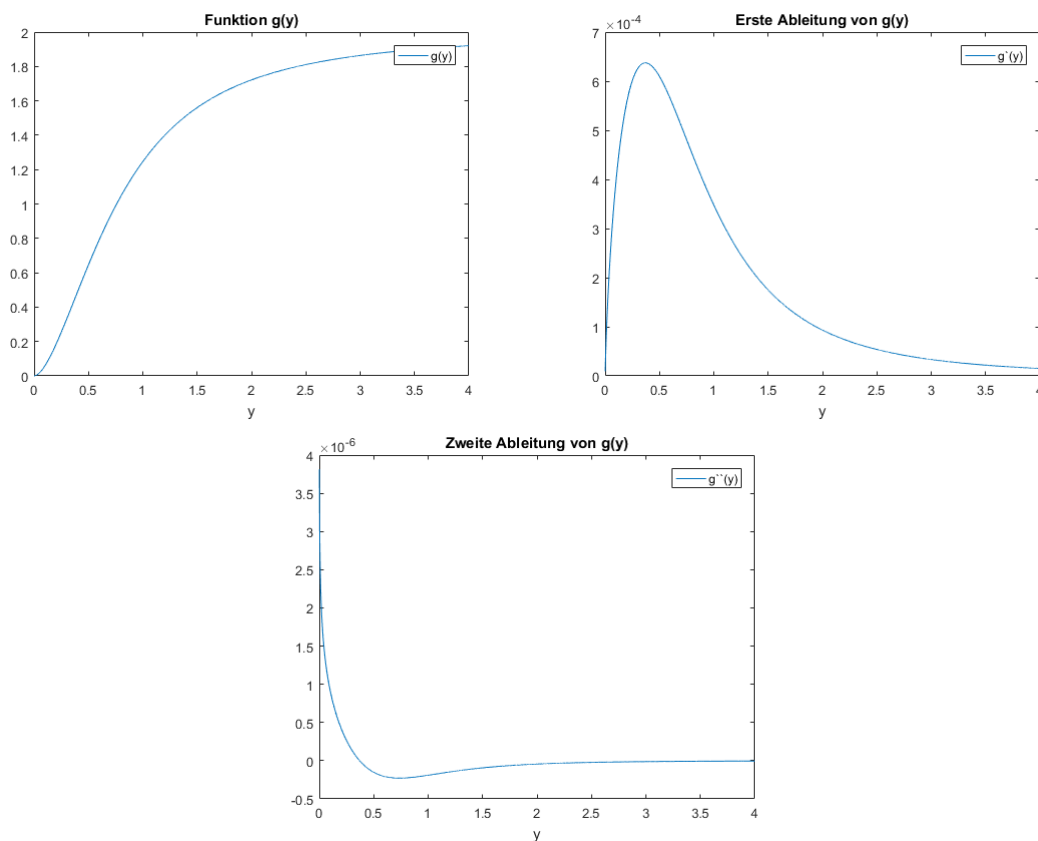 Funktion g(y)
g(y)
2
1.8
1.6
1.4
1.2
1
0.8
0.6
0.4
0.2
0
0 0.5 1 1.5 2 2.5 3 3.5 4
y
Erste Ableitung von g(y)
×10-4
g`(y)
7
6
5
4
3
2
1
0
0 0.5 1 1.5 2 2.5 3 3.5 4
y
Zweite Ableitung von g(y)
×10-6
g``(y)
4
3.5
3
2.5
2
1.5
1
0.5
0
-0.5
0 0.5 1 1.5 2 2.5 3 3.5 4
y